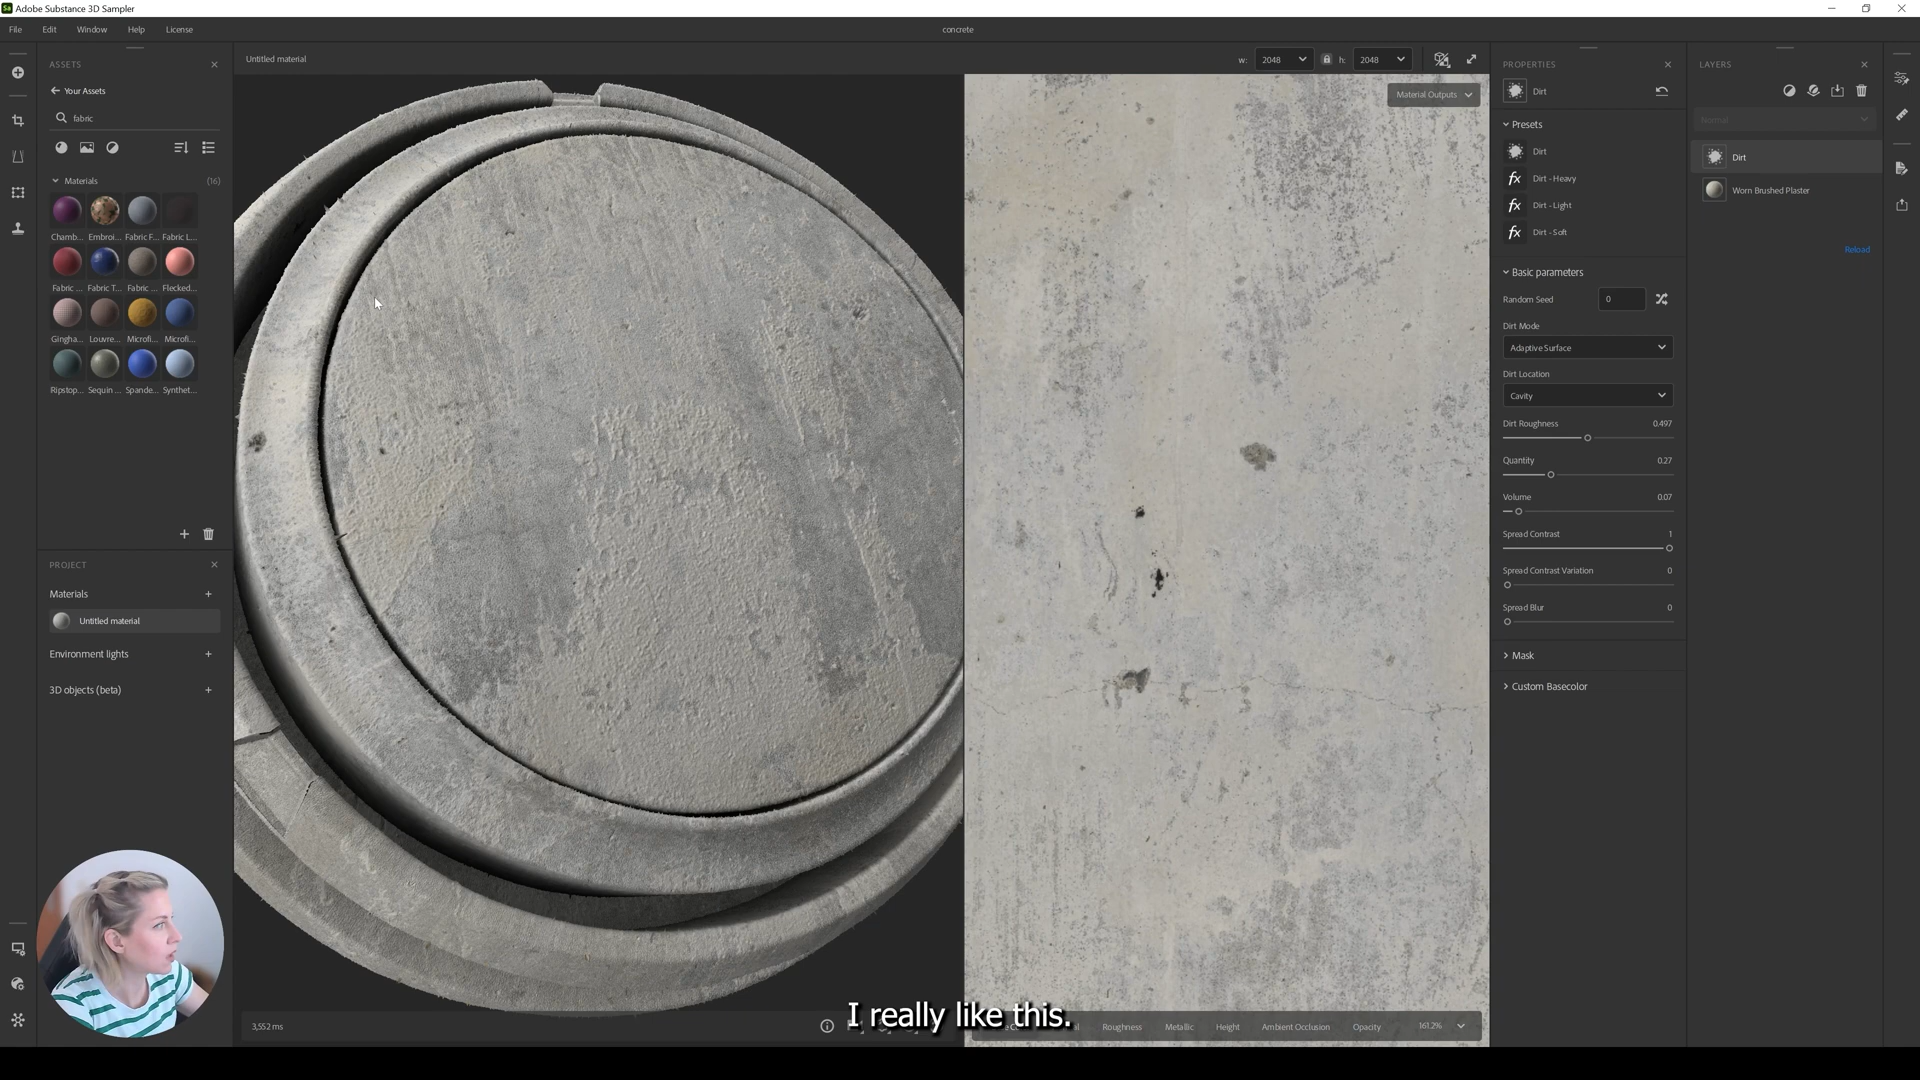 Adobe Substance 3D Sampler
File Edit Window Help License
concrete
ASSETS
Your Assets
fabric
Materials (16)
Chamb... Embroi... Fabric F... Fabric L...
Fabric ... Fabric T... Fabric ... Flecked...
Gingha... Louvre... Microfi... Microfi...
Ripstop... Sequin ... Spande... Synthet...
PROJECT
Materials
Untitled material
Environment lights
3D objects (beta)
Untitled material
w: 2048 h: 2048
Material Outputs
3,552 ms
I really like this.
Roughness Metallic Height Ambient Occlusion Opacity 161.2%
PROPERTIES
Dirt
Presets
Dirt
fx Dirt - Heavy
fx Dirt - Light
fx Dirt - Soft
Basic parameters
Random Seed 0
Dirt Mode
Adaptive Surface
Dirt Location
Cavity
Dirt Roughness 0.497
Quantity 0.27
Volume 0.07
Spread Contrast 1
Spread Contrast Variation 0
Spread Blur 0
Mask
Custom Basecolor
LAYERS
Normal
Dirt
Worn Brushed Plaster
Reload